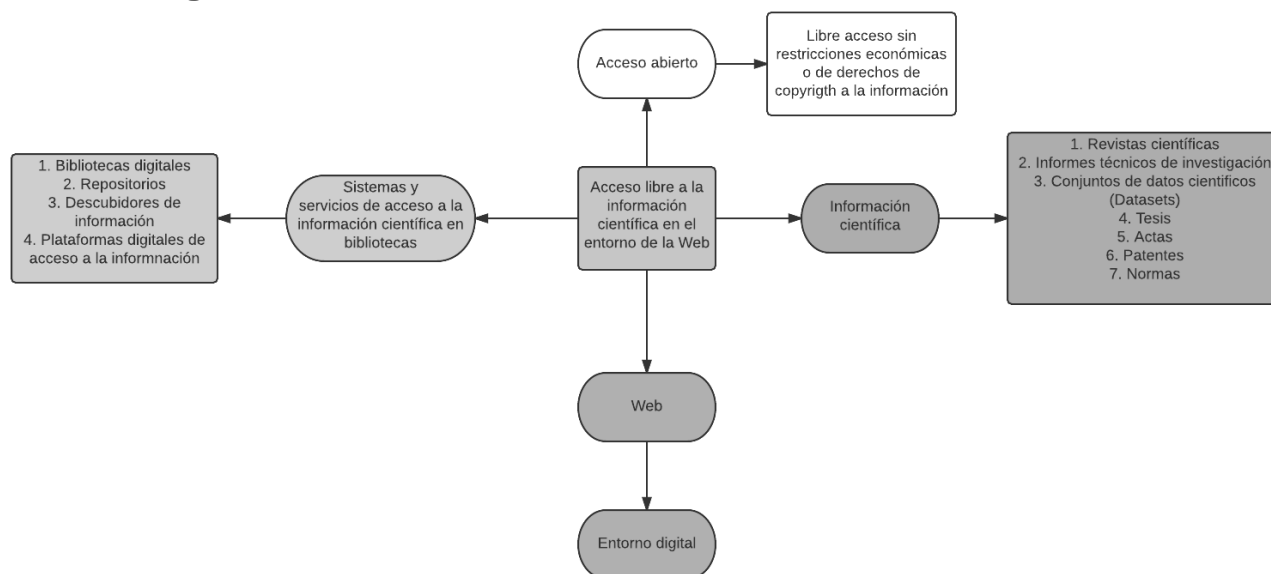 Acceso abierto
Libre acceso sin
restricciones económicas
o de derechos de
copyrigth a la información
1. Bibliotecas digitales
2. Repositorios
3. Descubidores de
información
4. Plataformas digitales de
acceso a la informnación
Sistemas y
servicios de acceso a la
información científica en
bibliotecas
Acceso libre a la
información
científica en el
entorno de la Web
Información
científica
1. Revistas científicas
2. Informes técnicos de investigación
3. Conjuntos de datos cientificos
(Datasets)
4. Tesis
5. Actas
6. Patentes
7. Normas
Web
Entorno digital